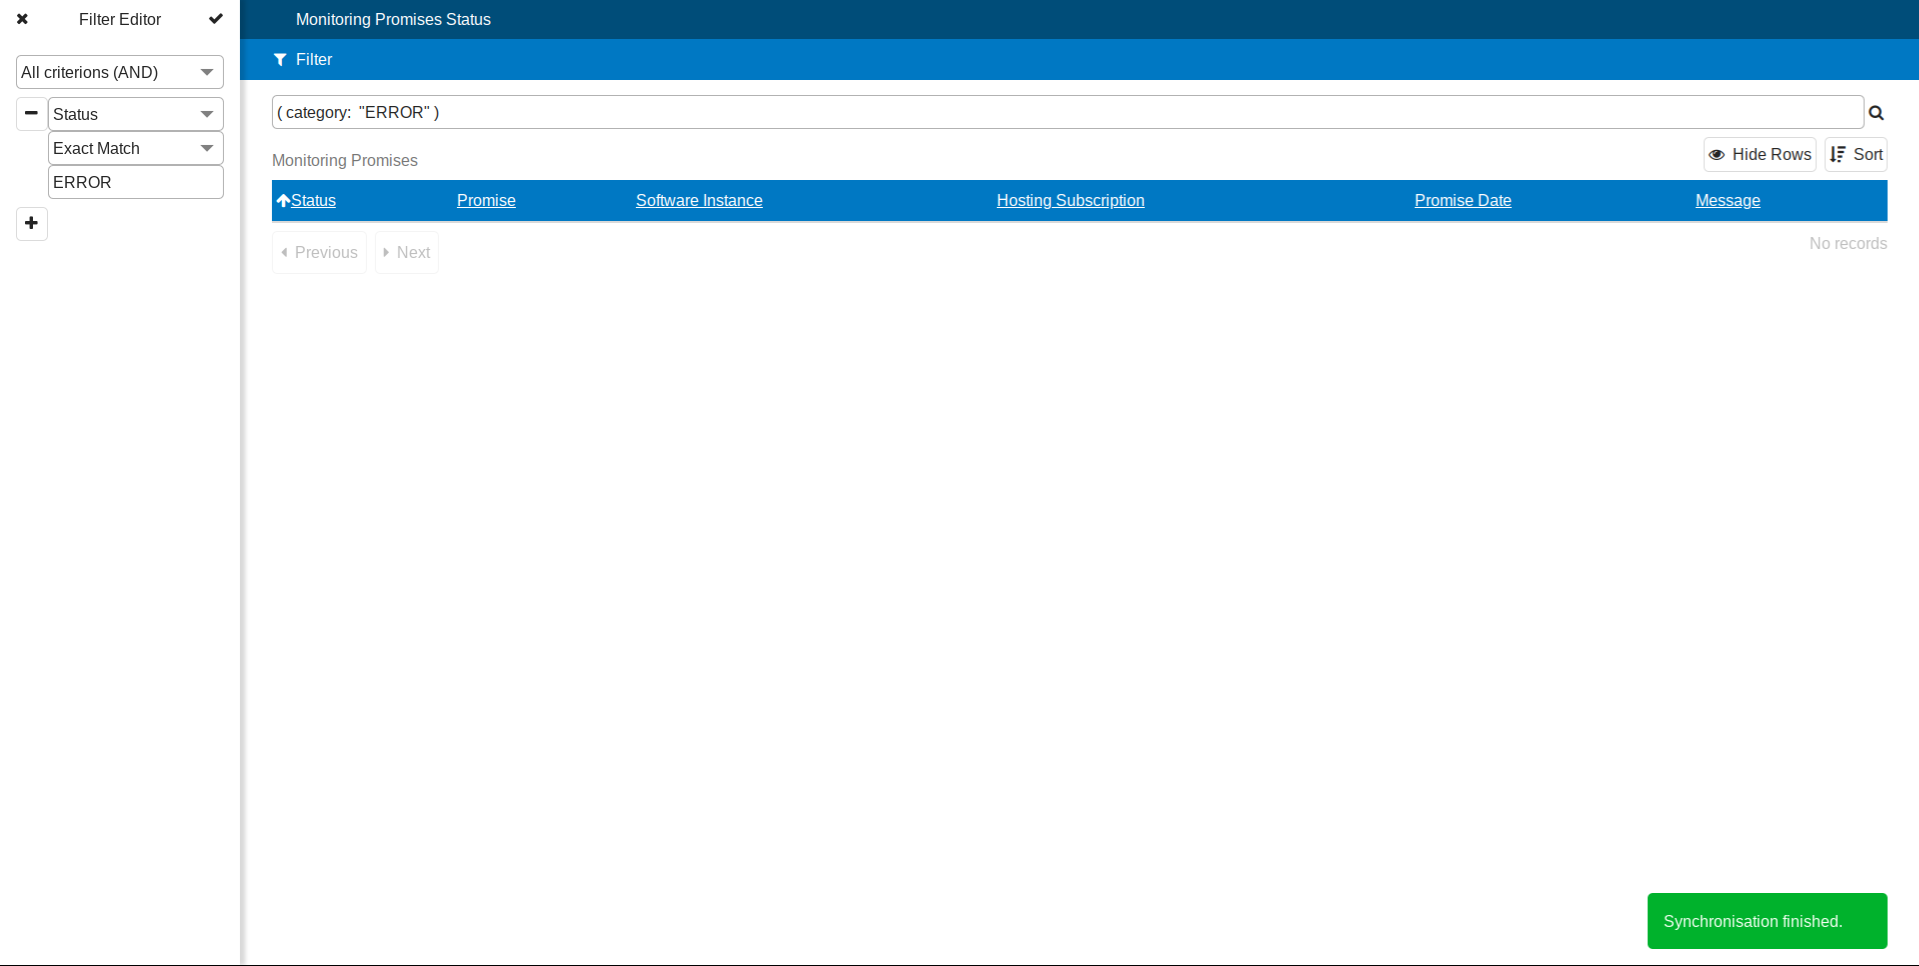 Filter Editor
All criterions (AND)
Status
Exact Match
ERROR
Monitoring Promises Status
Filter
( category:  "ERROR" )
Monitoring Promises
Hide Rows
Sort
Status
Promise
Software Instance
Hosting Subscription
Promise Date
Message
Previous
Next
No records
Synchronisation finished.